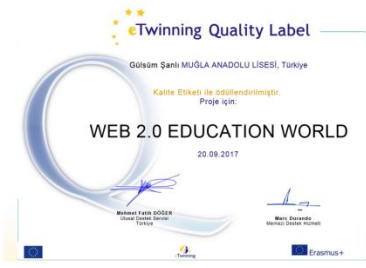 eTwinning Quality Label
Gülsüm Şanlı MUĞLA ANADOLU LİSESİ, Türkiye
Kalite Etiketi ile ödüllendirilmiştir.
Proje için:
WEB 2.0 EDUCATION WORLD
20.09.2017
Mehmet Fatih DÖĞER
Ulusal Destek Servisi
Türkiye
Marc Durando
Merkezi Destek Hizmeti
eTwinning
Erasmus+